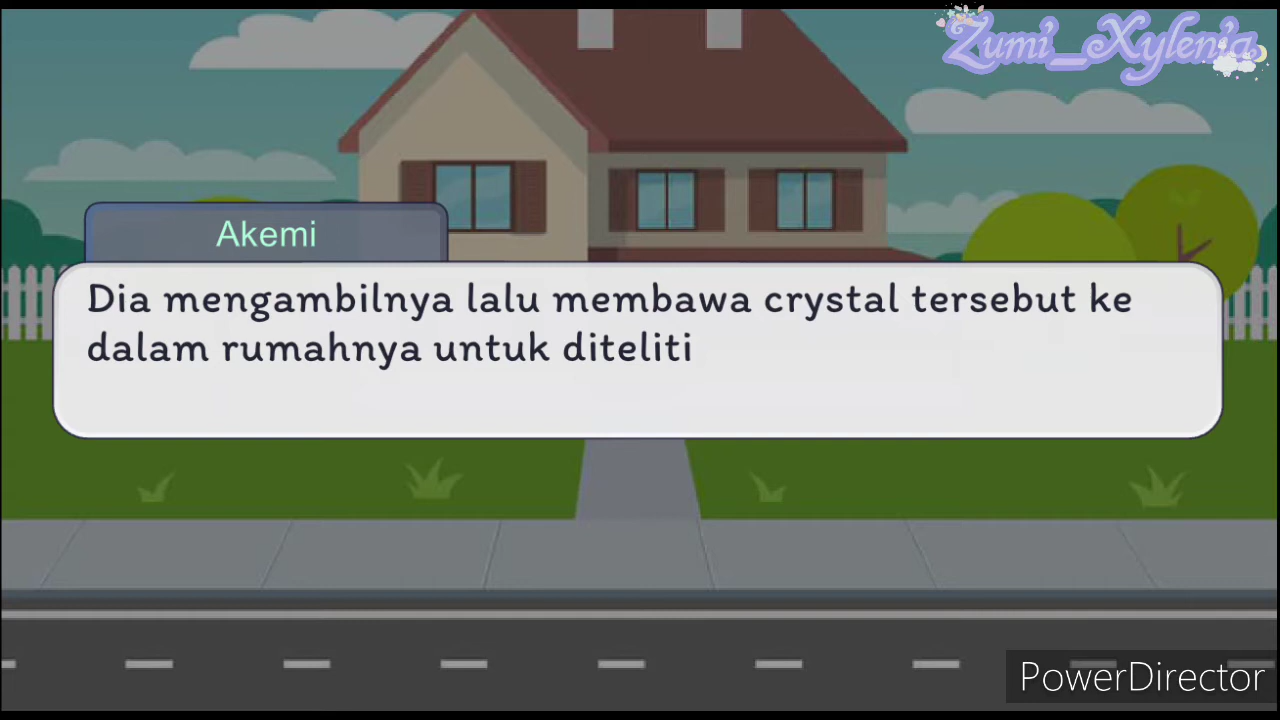 Zumi_Xylenia
Akemi
Dia mengambilnya lalu membawa crystal tersebut ke
dalam rumahnya untuk diteliti
PowerDirector